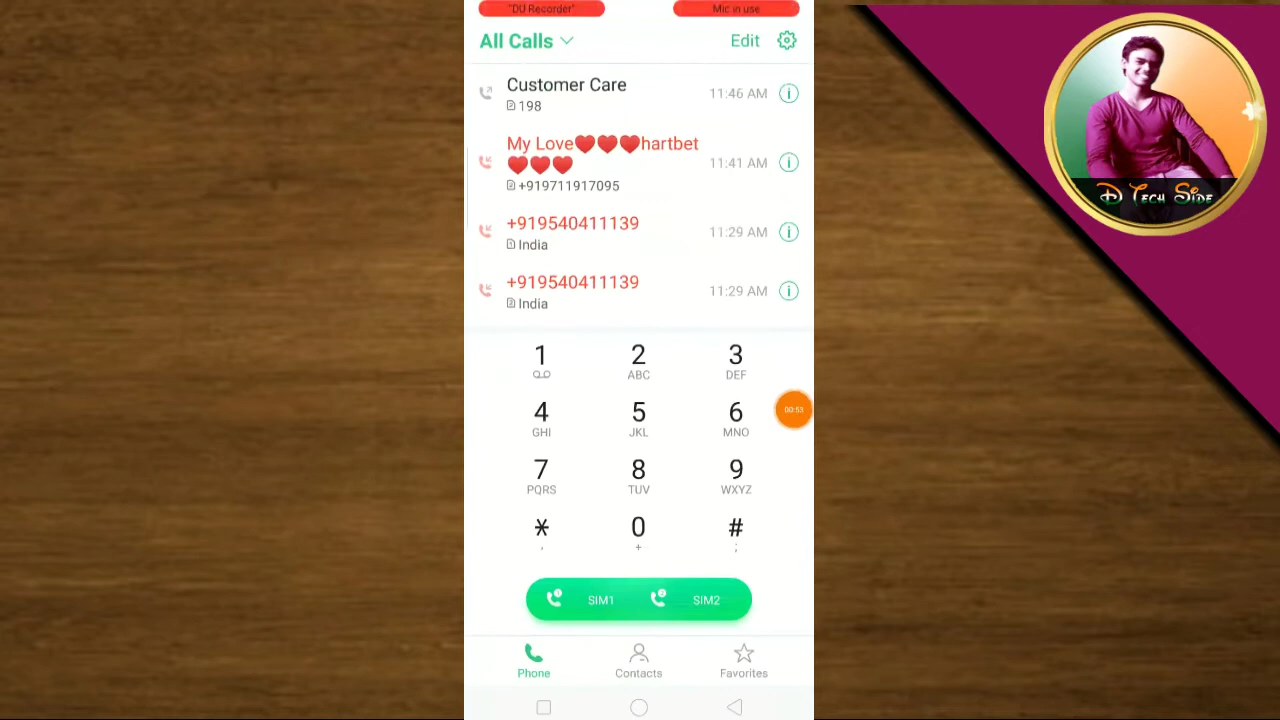 "DU Recorder"
Mic in use
All Calls
Edit
Customer Care
198
11:46 AM
My Love❤❤❤hartbet
❤❤❤
+919711917095
11:41 AM
+919540411139
India
11:29 AM
+919540411139
India
11:29 AM
1 2 3
ABC DEF
4 5 6
GHI JKL MNO
00:53
7 8 9
PQRS TUV WXYZ
* 0 #
, + ;
SIM1 SIM2
Phone Contacts Favorites
D Tech Side